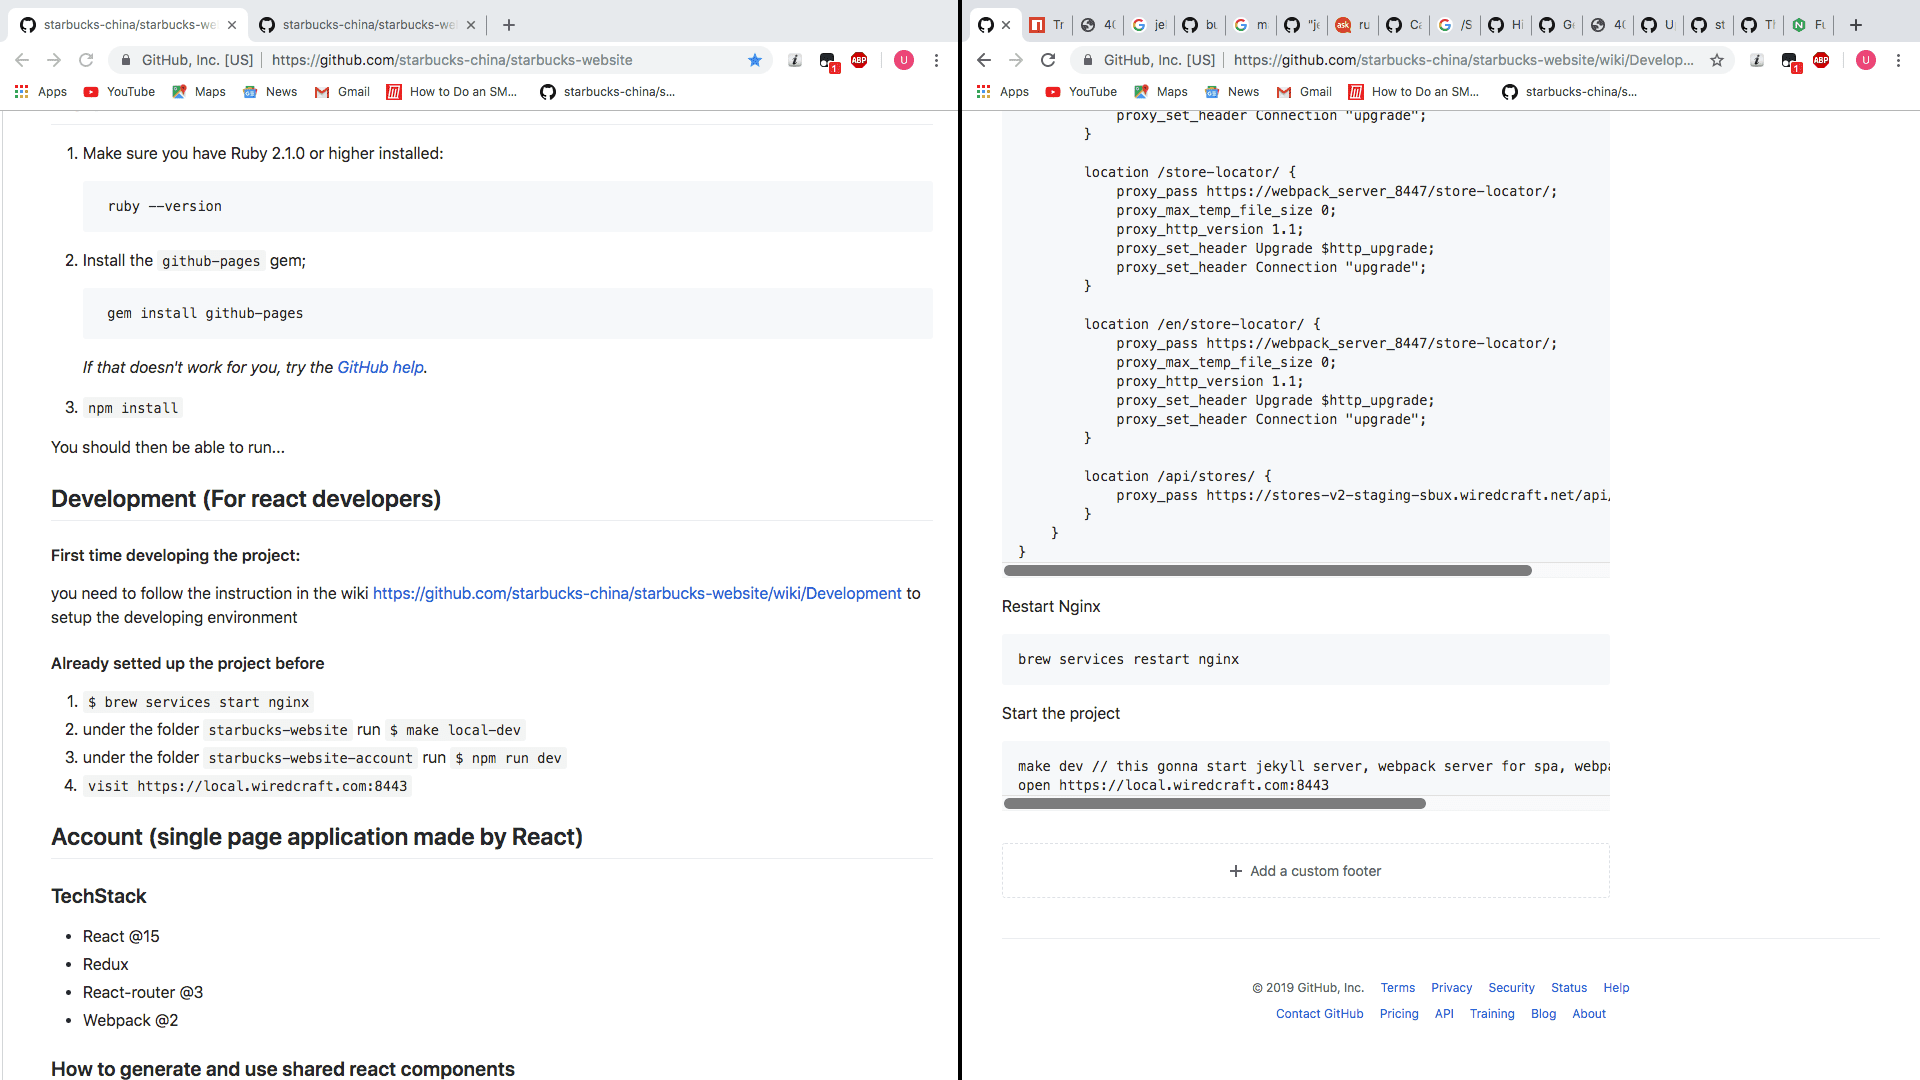 starbucks-china/starbucks-we
starbucks-china/starbucks-we
GitHub, Inc. [US]
https://github.com/starbucks-china/starbucks-website
1
ABP
U
Apps
YouTube
Maps
News
Gmail
How to Do an SM...
starbucks-china/s...
1. Make sure you have Ruby 2.1.0 or higher installed:
ruby --version
2. Install the github-pages gem;
gem install github-pages
If that doesn't work for you, try the GitHub help.
3. npm install
You should then be able to run...
Development (For react developers)
First time developing the project:
you need to follow the instruction in the wiki https://github.com/starbucks-china/starbucks-website/wiki/Development to
setup the developing environment
Already setted up the project before
1. $ brew services start nginx
2. under the folder starbucks-website run $ make local-dev
3. under the folder starbucks-website-account run $ npm run dev
4. visit https://local.wiredcraft.com:8443
Account (single page application made by React)
TechStack
• React @15
• Redux
• React-router @3
• Webpack @2
How to generate and use shared react components
Tr
40
jel
bu
m
"je
ru
Ca
/S
Hi
Ge
40
U
st
Th
Fu
GitHub, Inc. [US]
https://github.com/starbucks-china/starbucks-website/wiki/Develop...
1
ABP
U
Apps
YouTube
Maps
News
Gmail
How to Do an SM...
starbucks-china/s...
proxy_set_header Connection "upgrade";
}
location /store-locator/ {
proxy_pass https://webpack_server_8447/store-locator/;
proxy_max_temp_file_size 0;
proxy_http_version 1.1;
proxy_set_header Upgrade $http_upgrade;
proxy_set_header Connection "upgrade";
}
location /en/store-locator/ {
proxy_pass https://webpack_server_8447/store-locator/;
proxy_max_temp_file_size 0;
proxy_http_version 1.1;
proxy_set_header Upgrade $http_upgrade;
proxy_set_header Connection "upgrade";
}
location /api/stores/ {
proxy_pass https://stores-v2-staging-sbux.wiredcraft.net/api/
}
}
}
Restart Nginx
brew services restart nginx
Start the project
make dev // this gonna start jekyll server, webpack server for spa, webpa
open https://local.wiredcraft.com:8443
+ Add a custom footer
© 2019 GitHub, Inc. Terms Privacy Security Status Help
Contact GitHub Pricing API Training Blog About